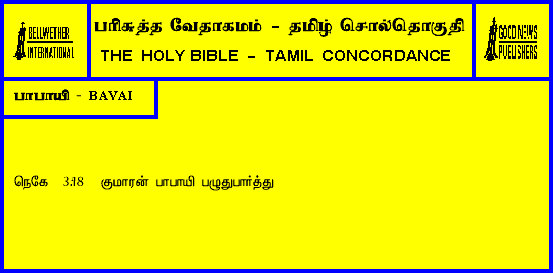 BELLWETHER
INTERNATIONAL
பரிசுத்த வேதாகமம் - தமிழ் சொல்தொகுதி
THE HOLY BIBLE - TAMIL CONCORDANCE
GOOD NEWS
PUBLISHERS
பாபாயி - BAVAI
நெகே 3:18 குமாரன் பாபாயி பழுதுபார்த்து